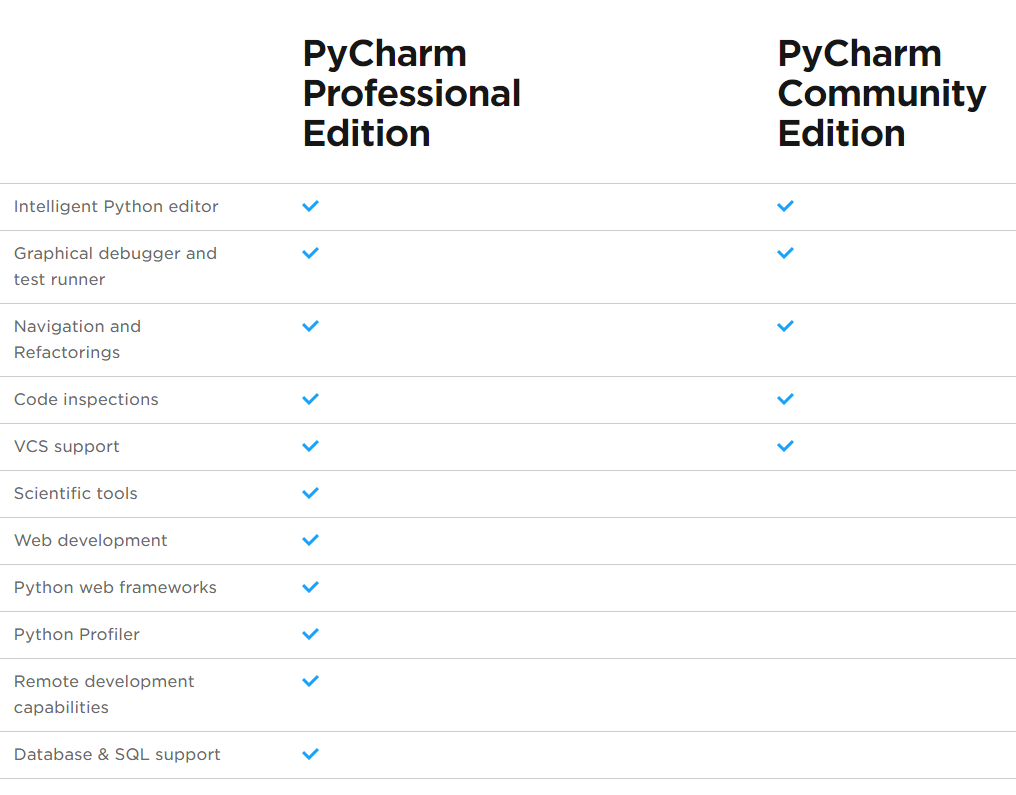 PyCharm
Professional
Edition
PyCharm
Community
Edition
Intelligent Python editor
Graphical debugger and
test runner
Navigation and
Refactorings
Code inspections
VCS support
Scientific tools
Web development
Python web frameworks
Python Profiler
Remote development
capabilities
Database & SQL support